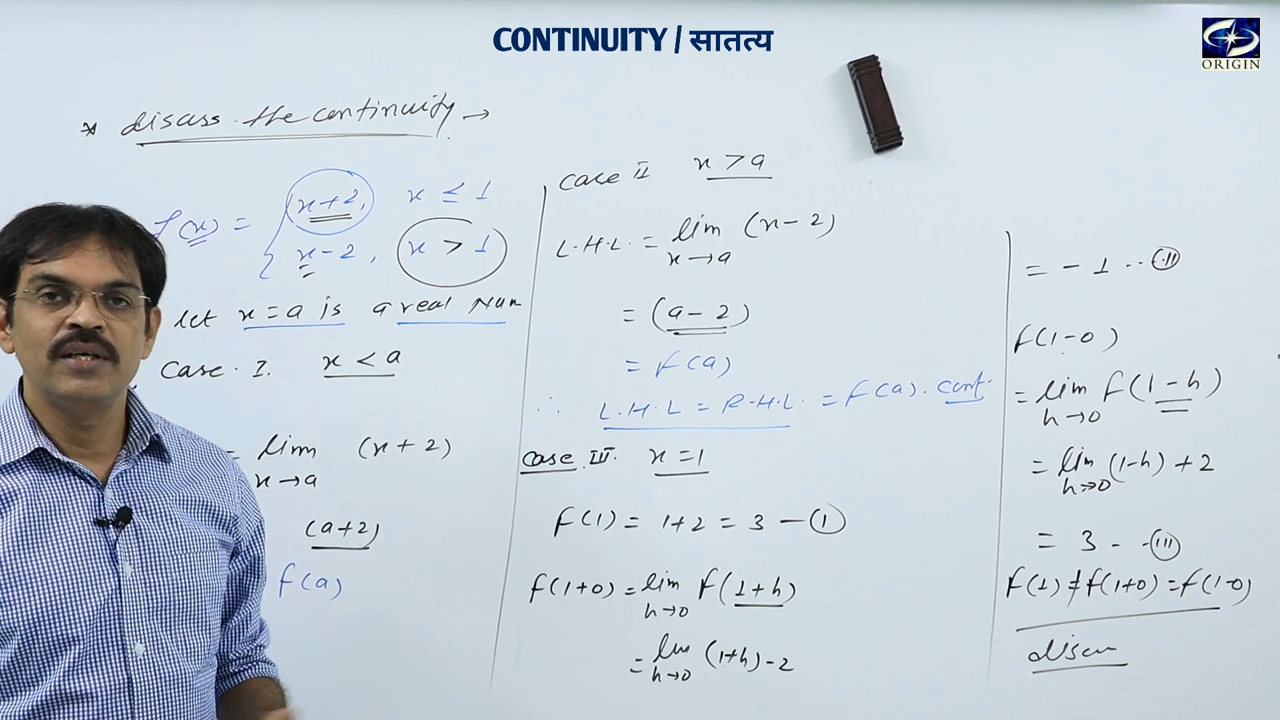 CONTINUITY / सातत्य
ORIGIN
* discuss the continuity →
f(x) = { x+2, x ≤ 1
x-2, x > 1
let x=a is a real Num
Case I. x < a
= lim (x+2)
x→a
(a+2)
f(a)
Case II x > a
L.H.L. = lim (x-2)
x→a
= (a-2)
= f(a)
∴ L.H.L = R.H.L. = f(a). cont.
Case III. x =1
f(1) = 1+2 = 3 — (1)
f(1+0) = lim f(1+h)
h→0
= lim (1+h)-2
h→0
= -1 -- (11)
f(1-0)
= lim f(1-h)
h→0
= lim (1-h)+2
h→0
= 3 - - (111)
f(1) ≠ f(1+0) = f(1-0)
discn